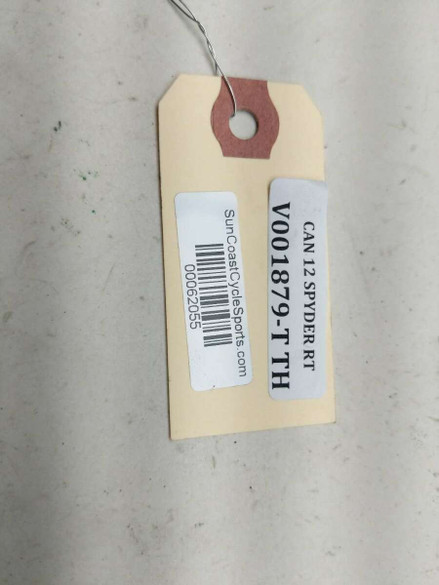 CAN 12 SPYDER RT
V001879-T TH
SunCoastCycleSports.com
00062055